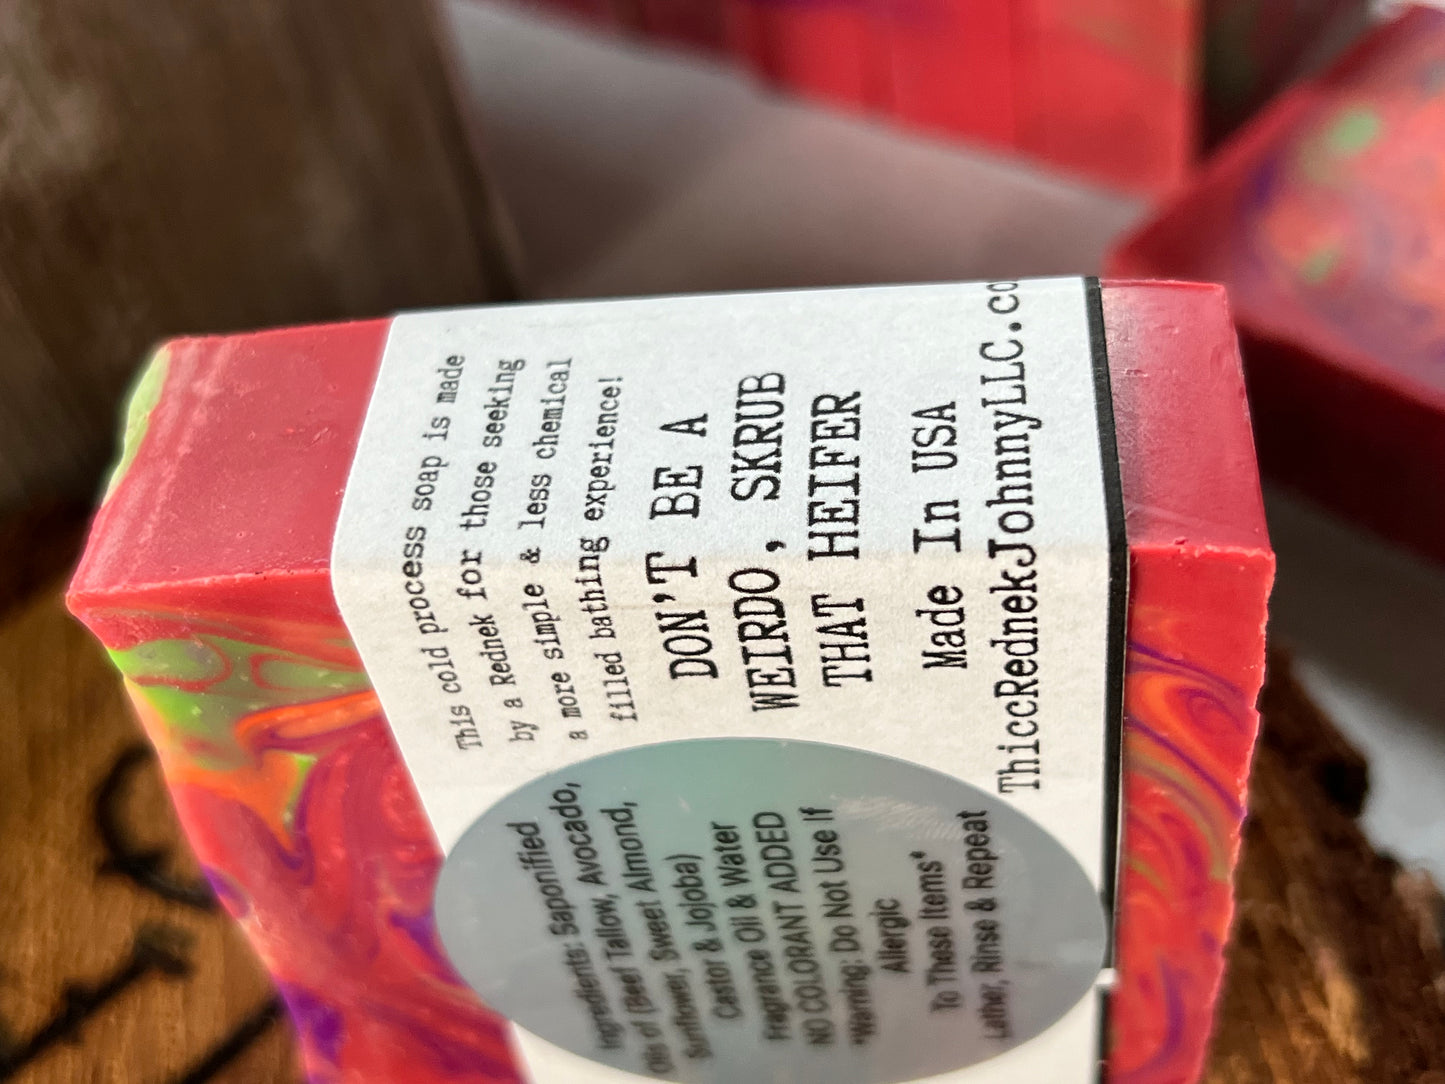 This cold process soap is made
by a Rednek for those seeking
a more simple & less chemical
filled bathing experience!
DON'T BE A
WEIRDO, SKRUB
THAT HEIFER
Made In USA
ThiccRednekJohnnyLLC.co
Ingredients: Saponified
Oils of (Beef Tallow, Avocado,
Sunflower, Sweet Almond,
Castor & Jojoba)
Fragrance Oil & Water
NO COLORANT ADDED
*Warning: Do Not Use If
Allergic
To These Items*
Lather, Rinse & Repeat